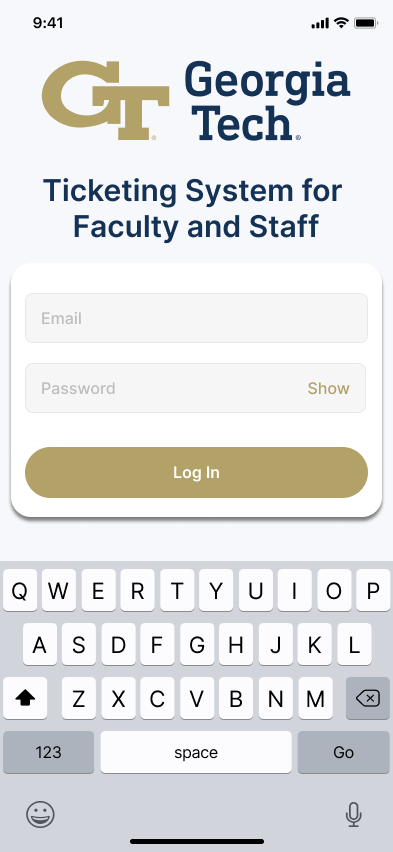 9:41
GT
Georgia
Tech®
Ticketing System for
Faculty and Staff
Email
Password Show
Log In
Q W E R T Y U I O P
A S D F G H J K L
Z X C V B N M
123 space Go